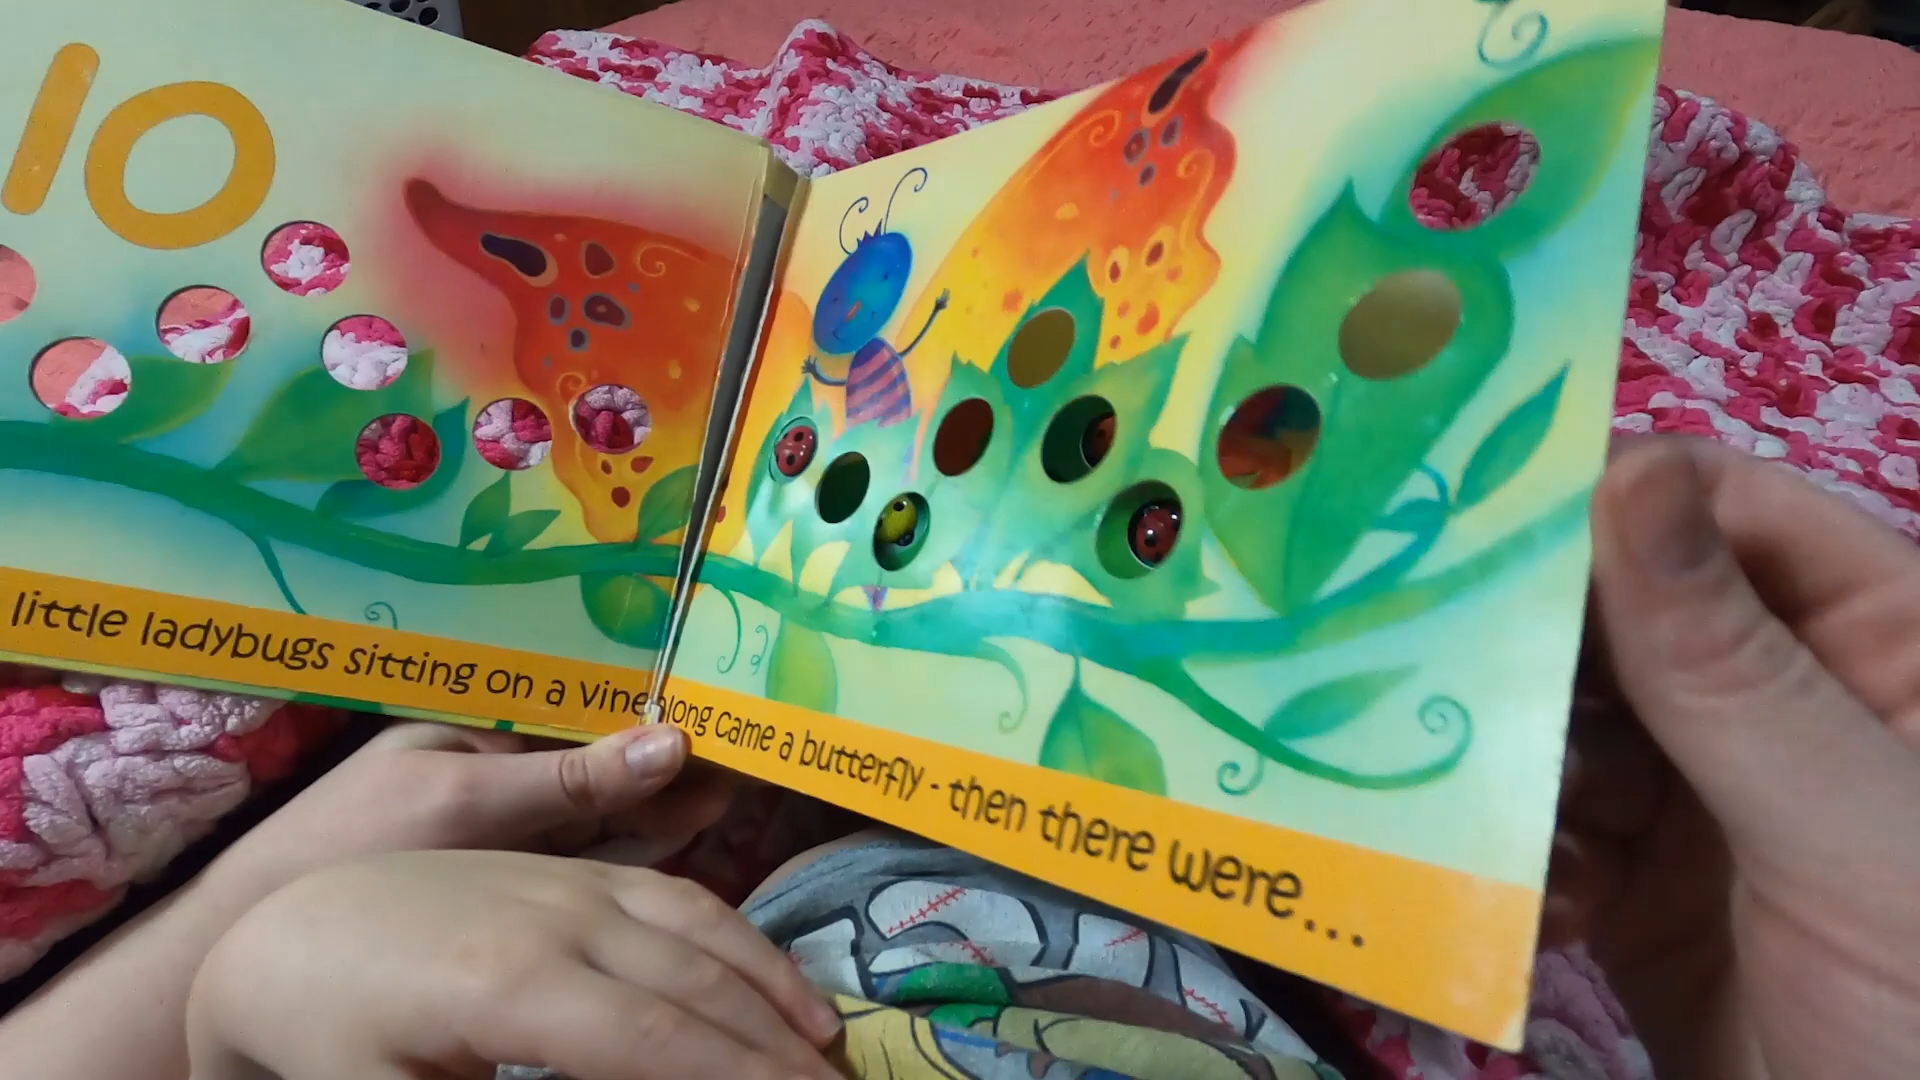 10
little ladybugs sitting on a vine
along came a butterfly - then there were...